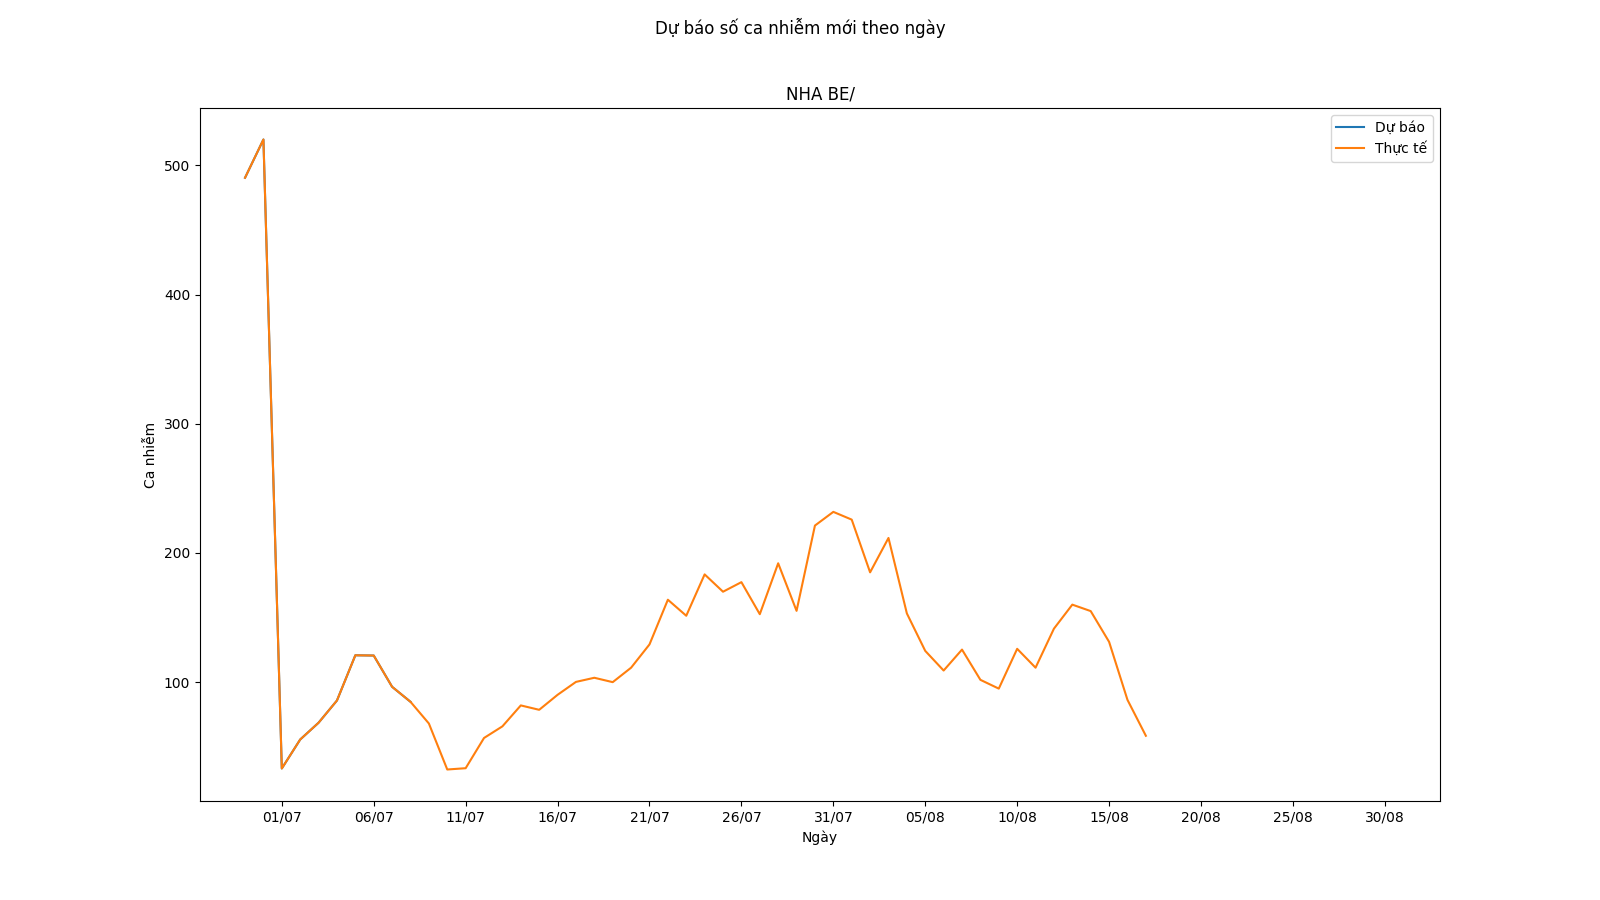 Dự báo số ca nhiễm mới theo ngày
NHA BE/
Dự báo
Thực tế
500
400
300
200
100
Ca nhiễm
01/07 06/07 11/07 16/07 21/07 26/07 31/07 05/08 10/08 15/08 20/08 25/08 30/08
Ngày